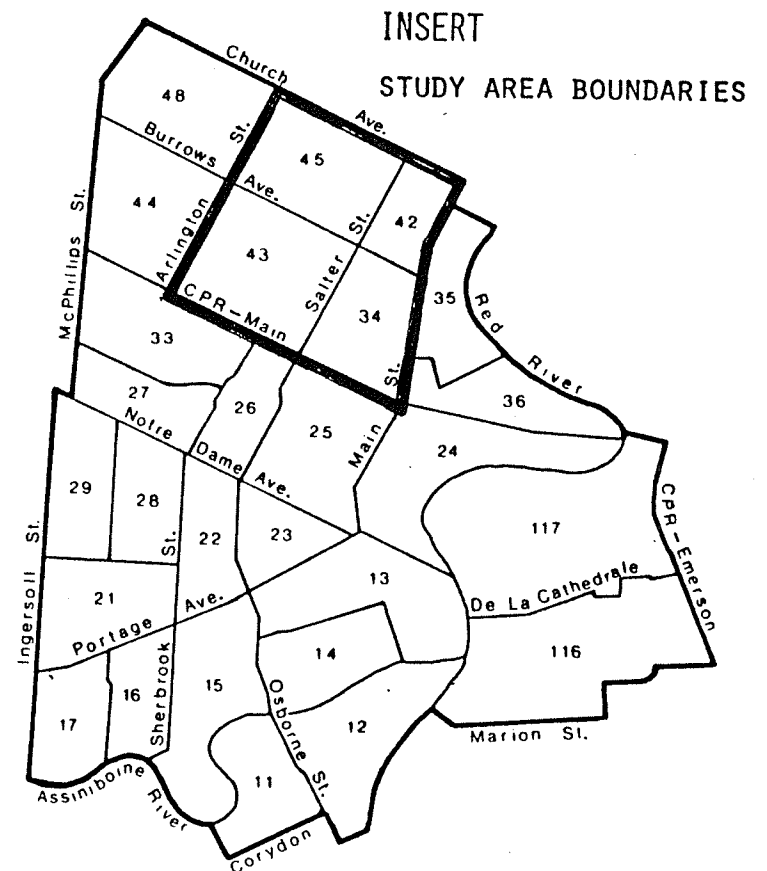 INSERT
STUDY AREA BOUNDARIES
Church Ave.
48
45
Burrows Ave.
42
44
Arlington St.
43
Salter St.
McPhillips St.
CPR-Main
34
35
Red River
33
27
26
25
36
Notre Dame Ave.
Main St.
24
29
28
22
23
117
CPR-Emerson
Ingersoll St.
21
13
De La Cathedrale
Portage Ave.
14
116
16
15
Sherbrook St.
17
Osborne St.
12
Marion St.
11
Assiniboine River
Corydon